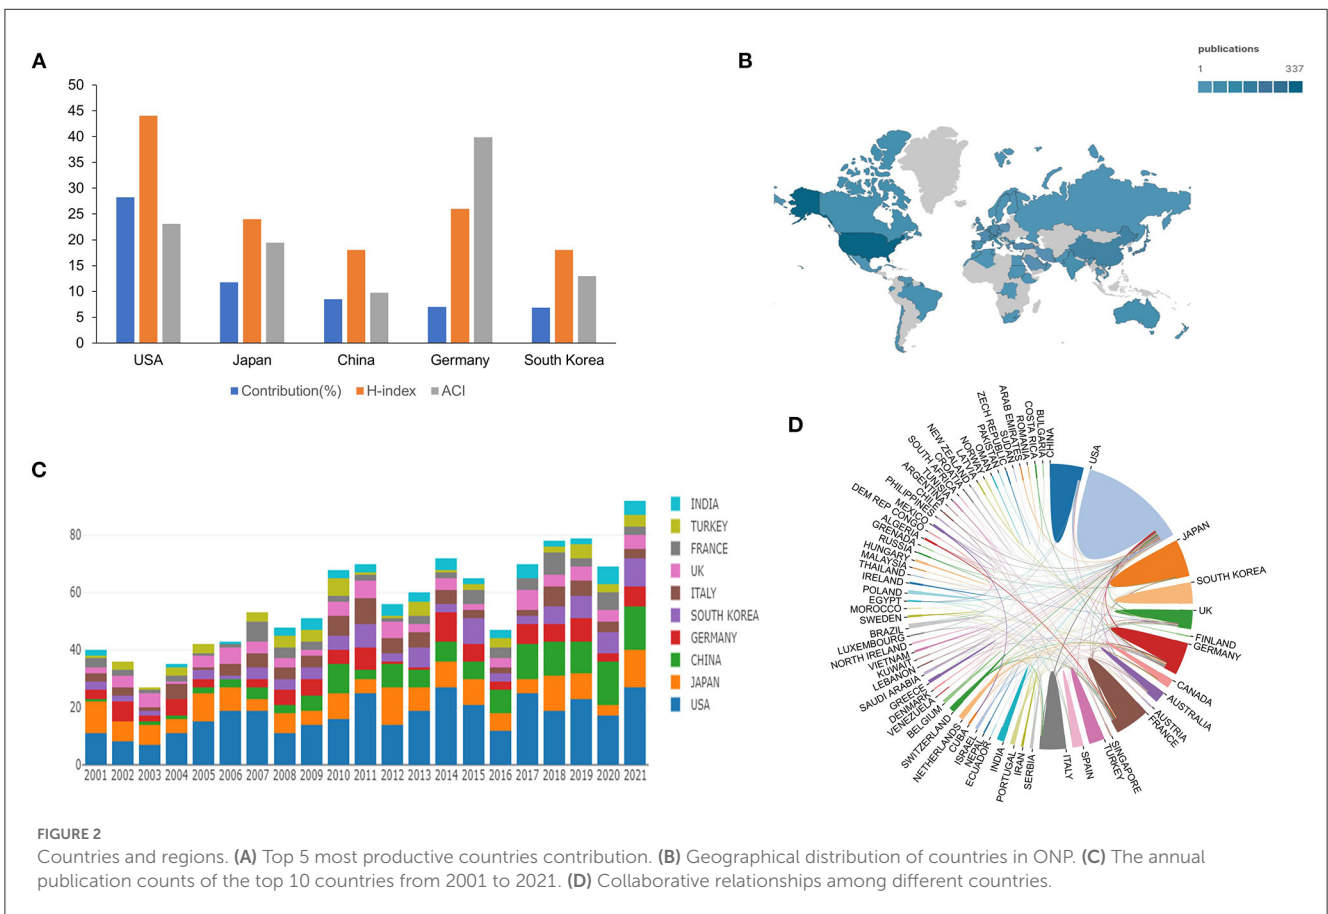 A
50
45
40
35
30
25
20
15
10
5
0
USA
Japan
China
Germany
South Korea
Contribution(%)
H-index
ACI
B
publications
1
337
C
80
60
40
20
0
2001
2002
2003
2004
2005
2006
2007
2008
2009
2010
2011
2012
2013
2014
2015
2016
2017
2018
2019
2020
2021
INDIA
TURKEY
FRANCE
UK
ITALY
SOUTH KOREA
GERMANY
CHINA
JAPAN
USA
D
CHINA
USA
JAPAN
SOUTH KOREA
UK
FINLAND
GERMANY
CANADA
AUSTRALIA
AUSTRIA
FRANCE
SINGAPORE
TURKEY
SPAIN
ITALY
SERBIA
IRAN
PORTUGAL
INDIA
ECUADOR
NEPAL
ISRAEL
CUBA
NETHERLANDS
SWITZERLAND
BELGIUM
VENEZUELA
DENMARK
GREECE
SAUDI ARABIA
LEBANON
KUWAIT
VIETNAM
NORTH IRELAND
LUXEMBOURG
BRAZIL
SWEDEN
MOROCCO
EGYPT
POLAND
IRELAND
THAILAND
MALAYSIA
HUNGARY
RUSSIA
GRENADA
ALGERIA
DEM REP CONGO
MEXICO
PHILIPPINES
CHILE
ARGENTINA
TUNISIA
SOUTH AFRICA
CROATIA
NEW ZEALAND
LATVIA
NORWAY
OMAN
PAKISTAN
ZECH REPUBLIC
SUDAN
ARAB EMIRATES
ROMANIA
COSTA RICA
BULGARIA
FIGURE 2
Countries and regions. (A) Top 5 most productive countries contribution. (B) Geographical distribution of countries in ONP. (C) The annual
publication counts of the top 10 countries from 2001 to 2021. (D) Collaborative relationships among different countries.